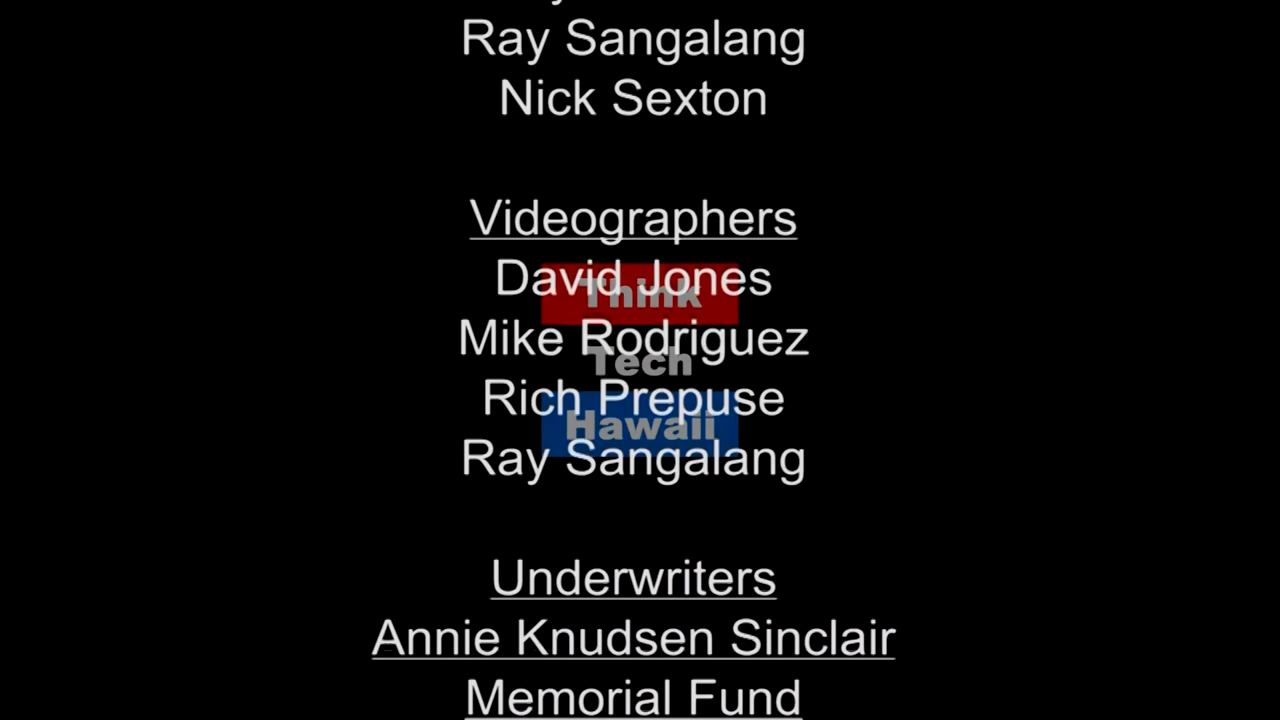 Ray Sangalang
Nick Sexton
Videographers
David Jones
Think
Mike Rodriguez
Tech
Rich Prepuse
Hawaii
Ray Sangalang
Underwriters
Annie Knudsen Sinclair
Memorial Fund